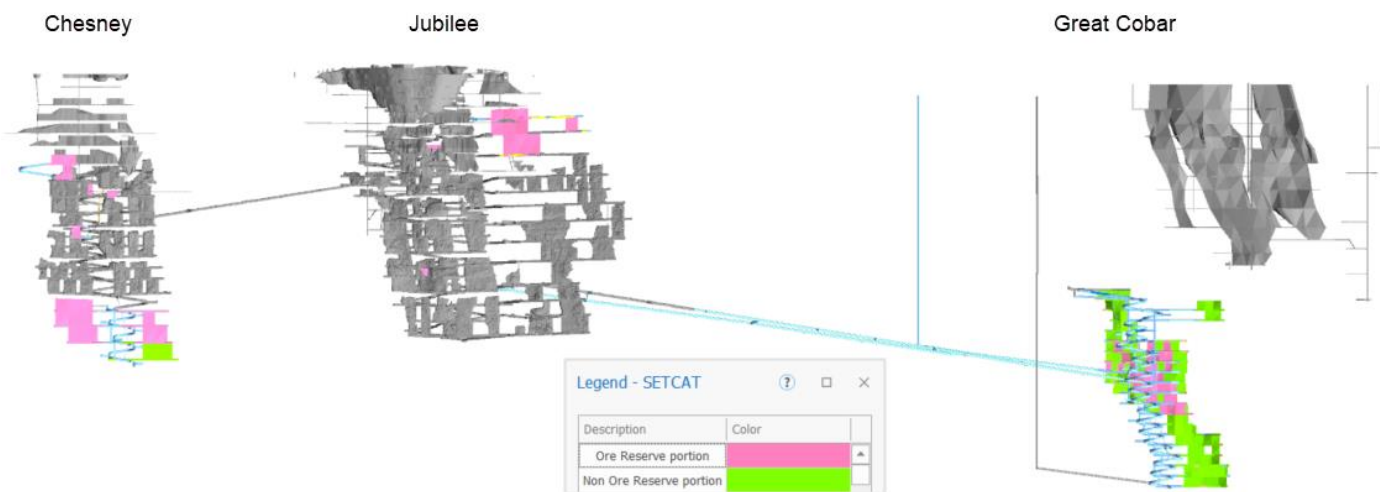 Chesney
Jubilee
Great Cobar
Legend - SETCAT
?
Description Color
Ore Reserve portion
Non Ore Reserve portion